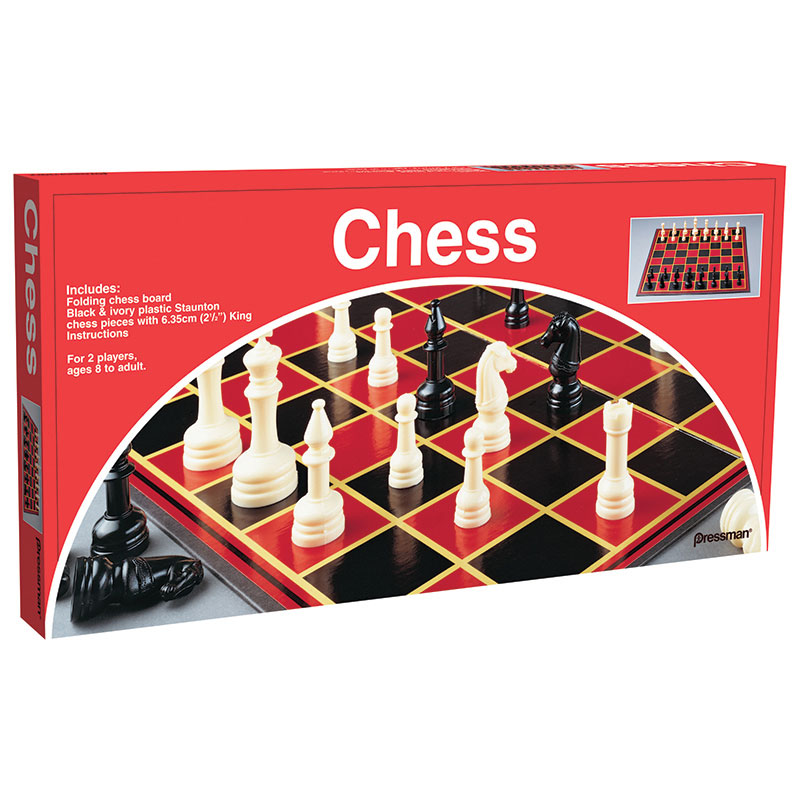 Chess
Chess
Includes:
Folding chess board
Black & ivory plastic Staunton
chess pieces with 6.35cm (2½") King
Instructions
For 2 players,
ages 8 to adult.
Chess
Pressman
Pressman®